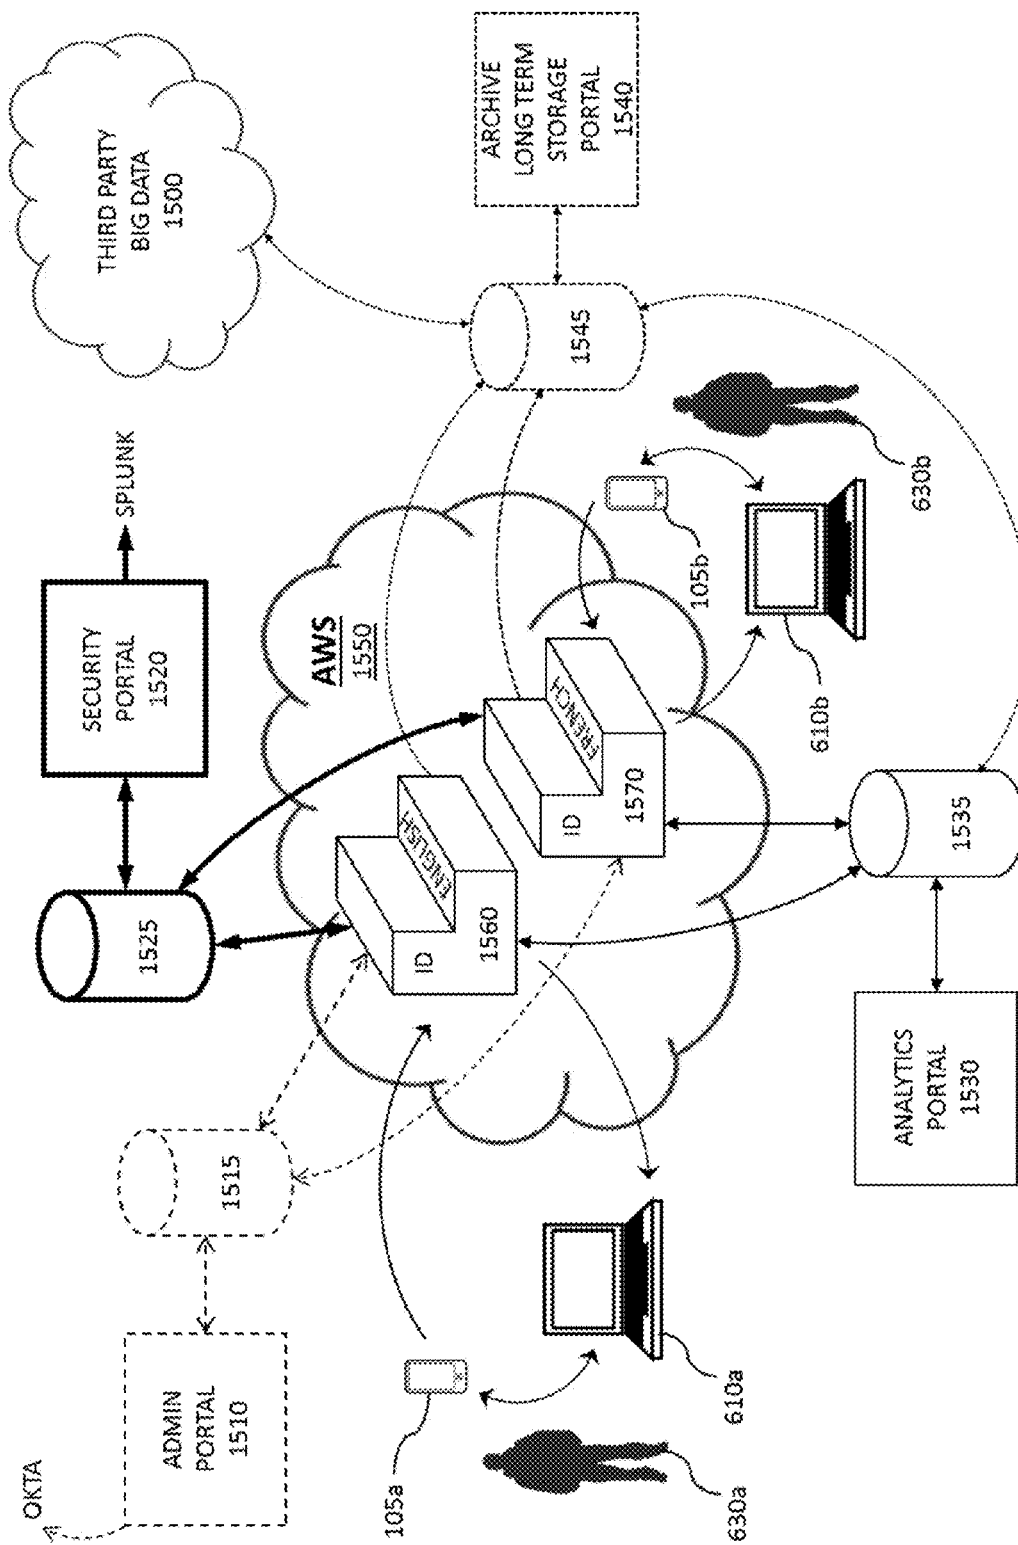 OKTA
ADMIN
PORTAL
1510
1515
1525
SECURITY
PORTAL
1520
SPLUNK
THIRD PARTY
BIG DATA
1500
AWS
1550
ENGLISH
ID
1560
FRENCH
ID
1570
1545
ARCHIVE
LONG TERM
STORAGE
PORTAL
1540
105a
630a
610a
105b
610b
630b
ANALYTICS
PORTAL
1530
1535